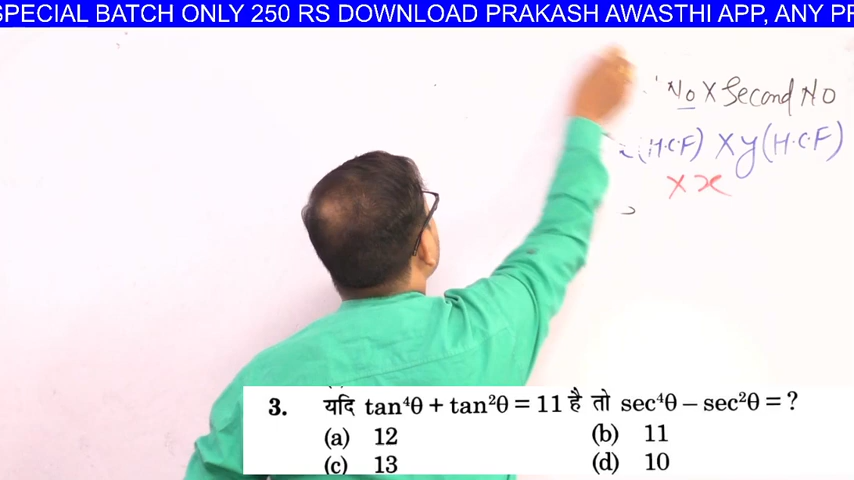 SPECIAL BATCH ONLY 250 RS DOWNLOAD PRAKASH AWASTHI APP, ANY PR
No X Second No
(H.C.F) X y (H.C.F)
X x
3. यदि tan⁴θ + tan²θ = 11 है तो sec⁴θ – sec²θ = ?
(a) 12 (b) 11
(c) 13 (d) 10